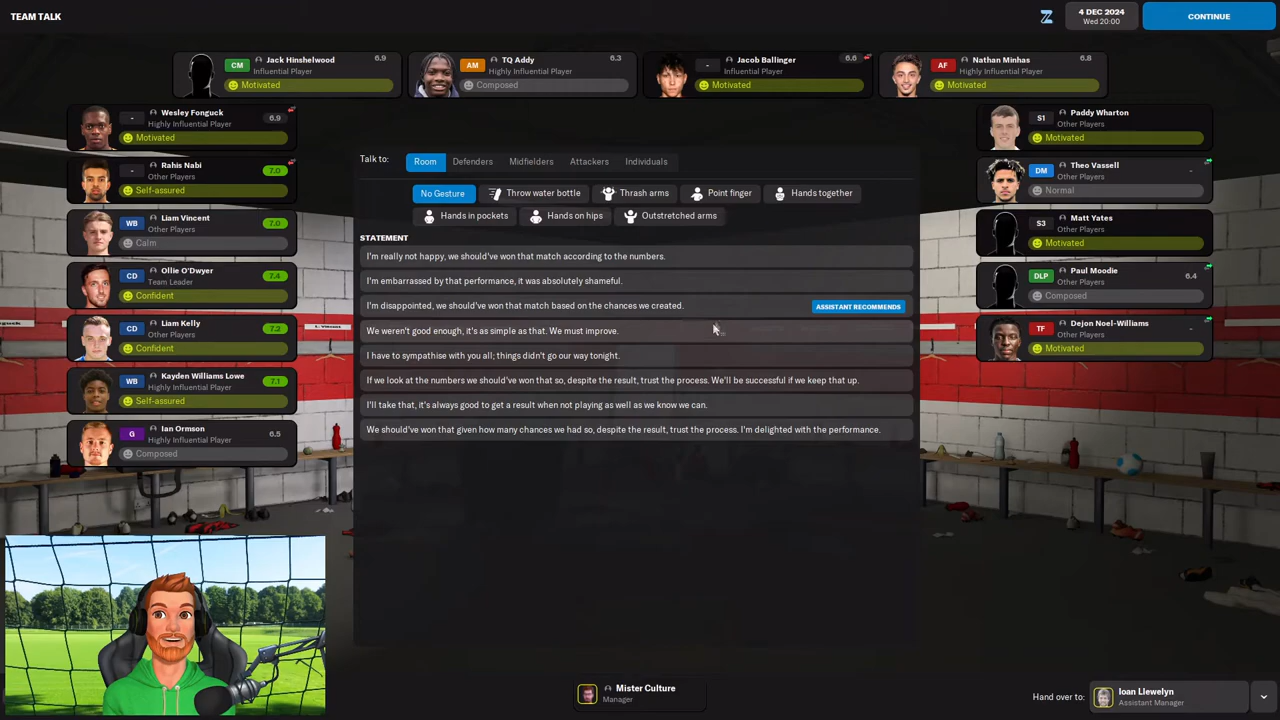 TEAM TALK
4 DEC 2024
Wed 20:00
CONTINUE
CM
Jack Hinshelwood
Influential Player
6.9
Motivated
AM
TQ Addy
Highly Influential Player
6.3
Composed
-
Jacob Ballinger
Influential Player
6.6
Motivated
AF
Nathan Minhas
Highly Influential Player
6.8
Motivated
-
Wesley Fonguck
Highly Influential Player
6.9
Motivated
-
Rahis Nabi
Other Players
7.0
Self-assured
WB
Liam Vincent
Other Players
7.0
Calm
CD
Ollie O'Dwyer
Team Leader
7.4
Confident
CD
Liam Kelly
Other Players
7.2
Confident
WB
Kayden Williams Lowe
Highly Influential Player
7.1
Self-assured
G
Ian Ormson
Highly Influential Player
6.5
Composed
Talk to:
Room
Defenders
Midfielders
Attackers
Individuals
No Gesture
Throw water bottle
Thrash arms
Point finger
Hands together
Hands in pockets
Hands on hips
Outstretched arms
STATEMENT
I'm really not happy, we should've won that match according to the numbers.
I'm embarrassed by that performance, it was absolutely shameful.
I'm disappointed, we should've won that match based on the chances we created.
ASSISTANT RECOMMENDS
We weren't good enough, it's as simple as that. We must improve.
I have to sympathise with you all; things didn't go our way tonight.
If we look at the numbers we should've won that so, despite the result, trust the process. We'll be successful if we keep that up.
I'll take that, it's always good to get a result when not playing as well as we know we can.
We should've won that given how many chances we had so, despite the result, trust the process. I'm delighted with the performance.
S1
Paddy Wharton
Other Players
Motivated
DM
Theo Vassell
Other Players
-
Normal
S3
Matt Yates
Other Players
Motivated
DLP
Paul Moodie
Other Players
6.4
Composed
TF
Dejon Noel-Williams
Other Players
-
Motivated
Mister Culture
Manager
Hand over to:
Ioan Llewelyn
Assistant Manager